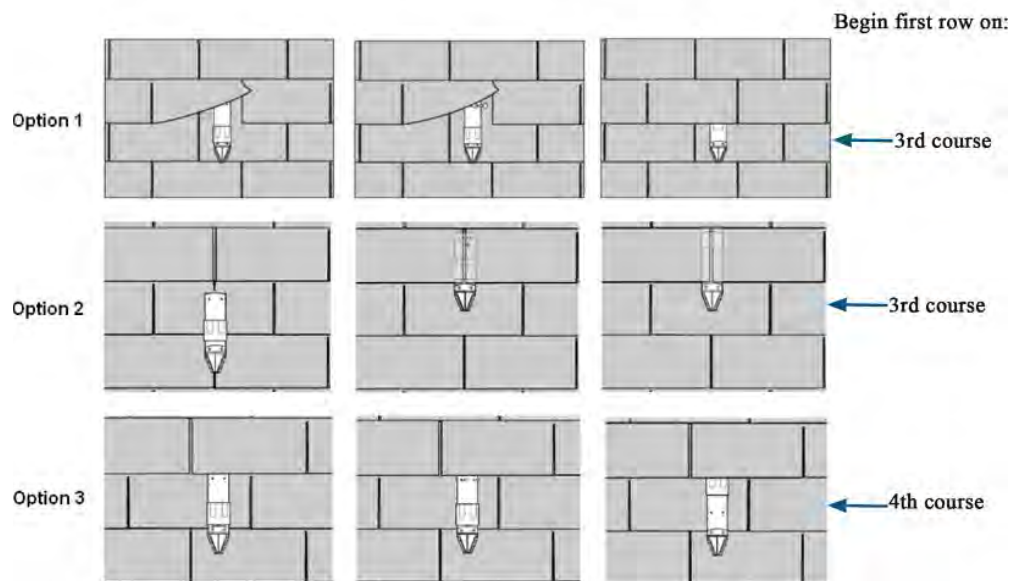 Begin first row on:
Option 1
3rd course
Option 2
3rd course
Option 3
4th course